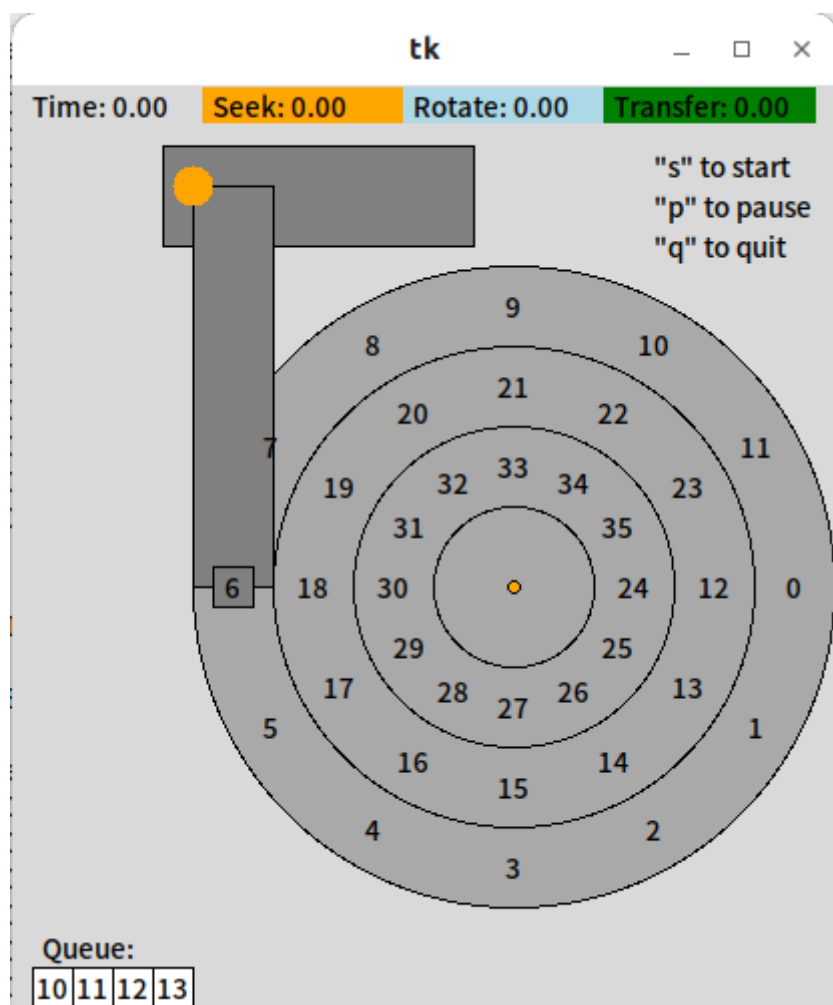 tk
Time: 0.00 Seek: 0.00 Rotate: 0.00 Transfer: 0.00
"s" to start
"p" to pause
"q" to quit
9
8 10
21
20 22
7 11
33
32 34
19 23
31 35
6 18 30 24 12 0
29 25
17 13
28 26
27
5 1
16 14
15
4 2
3
Queue:
10 11 12 13